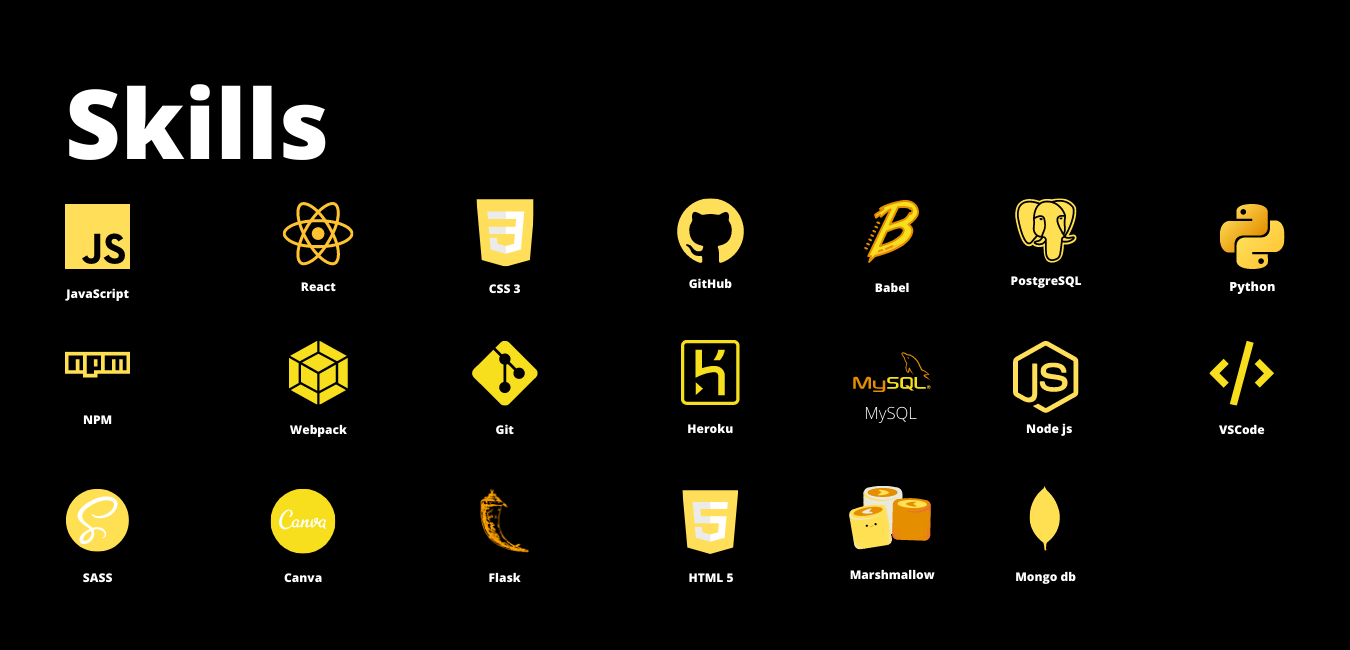 Skills
JS
JavaScript
React
3
CSS 3
GitHub
B
Babel
PostgreSQL
Python
npm
NPM
Webpack
Git
Heroku
MySQL®
MySQL
JS
Node js
</>
VSCode
S
SASS
Canva
Canva
Flask
5
HTML 5
Marshmallow
Mongo db